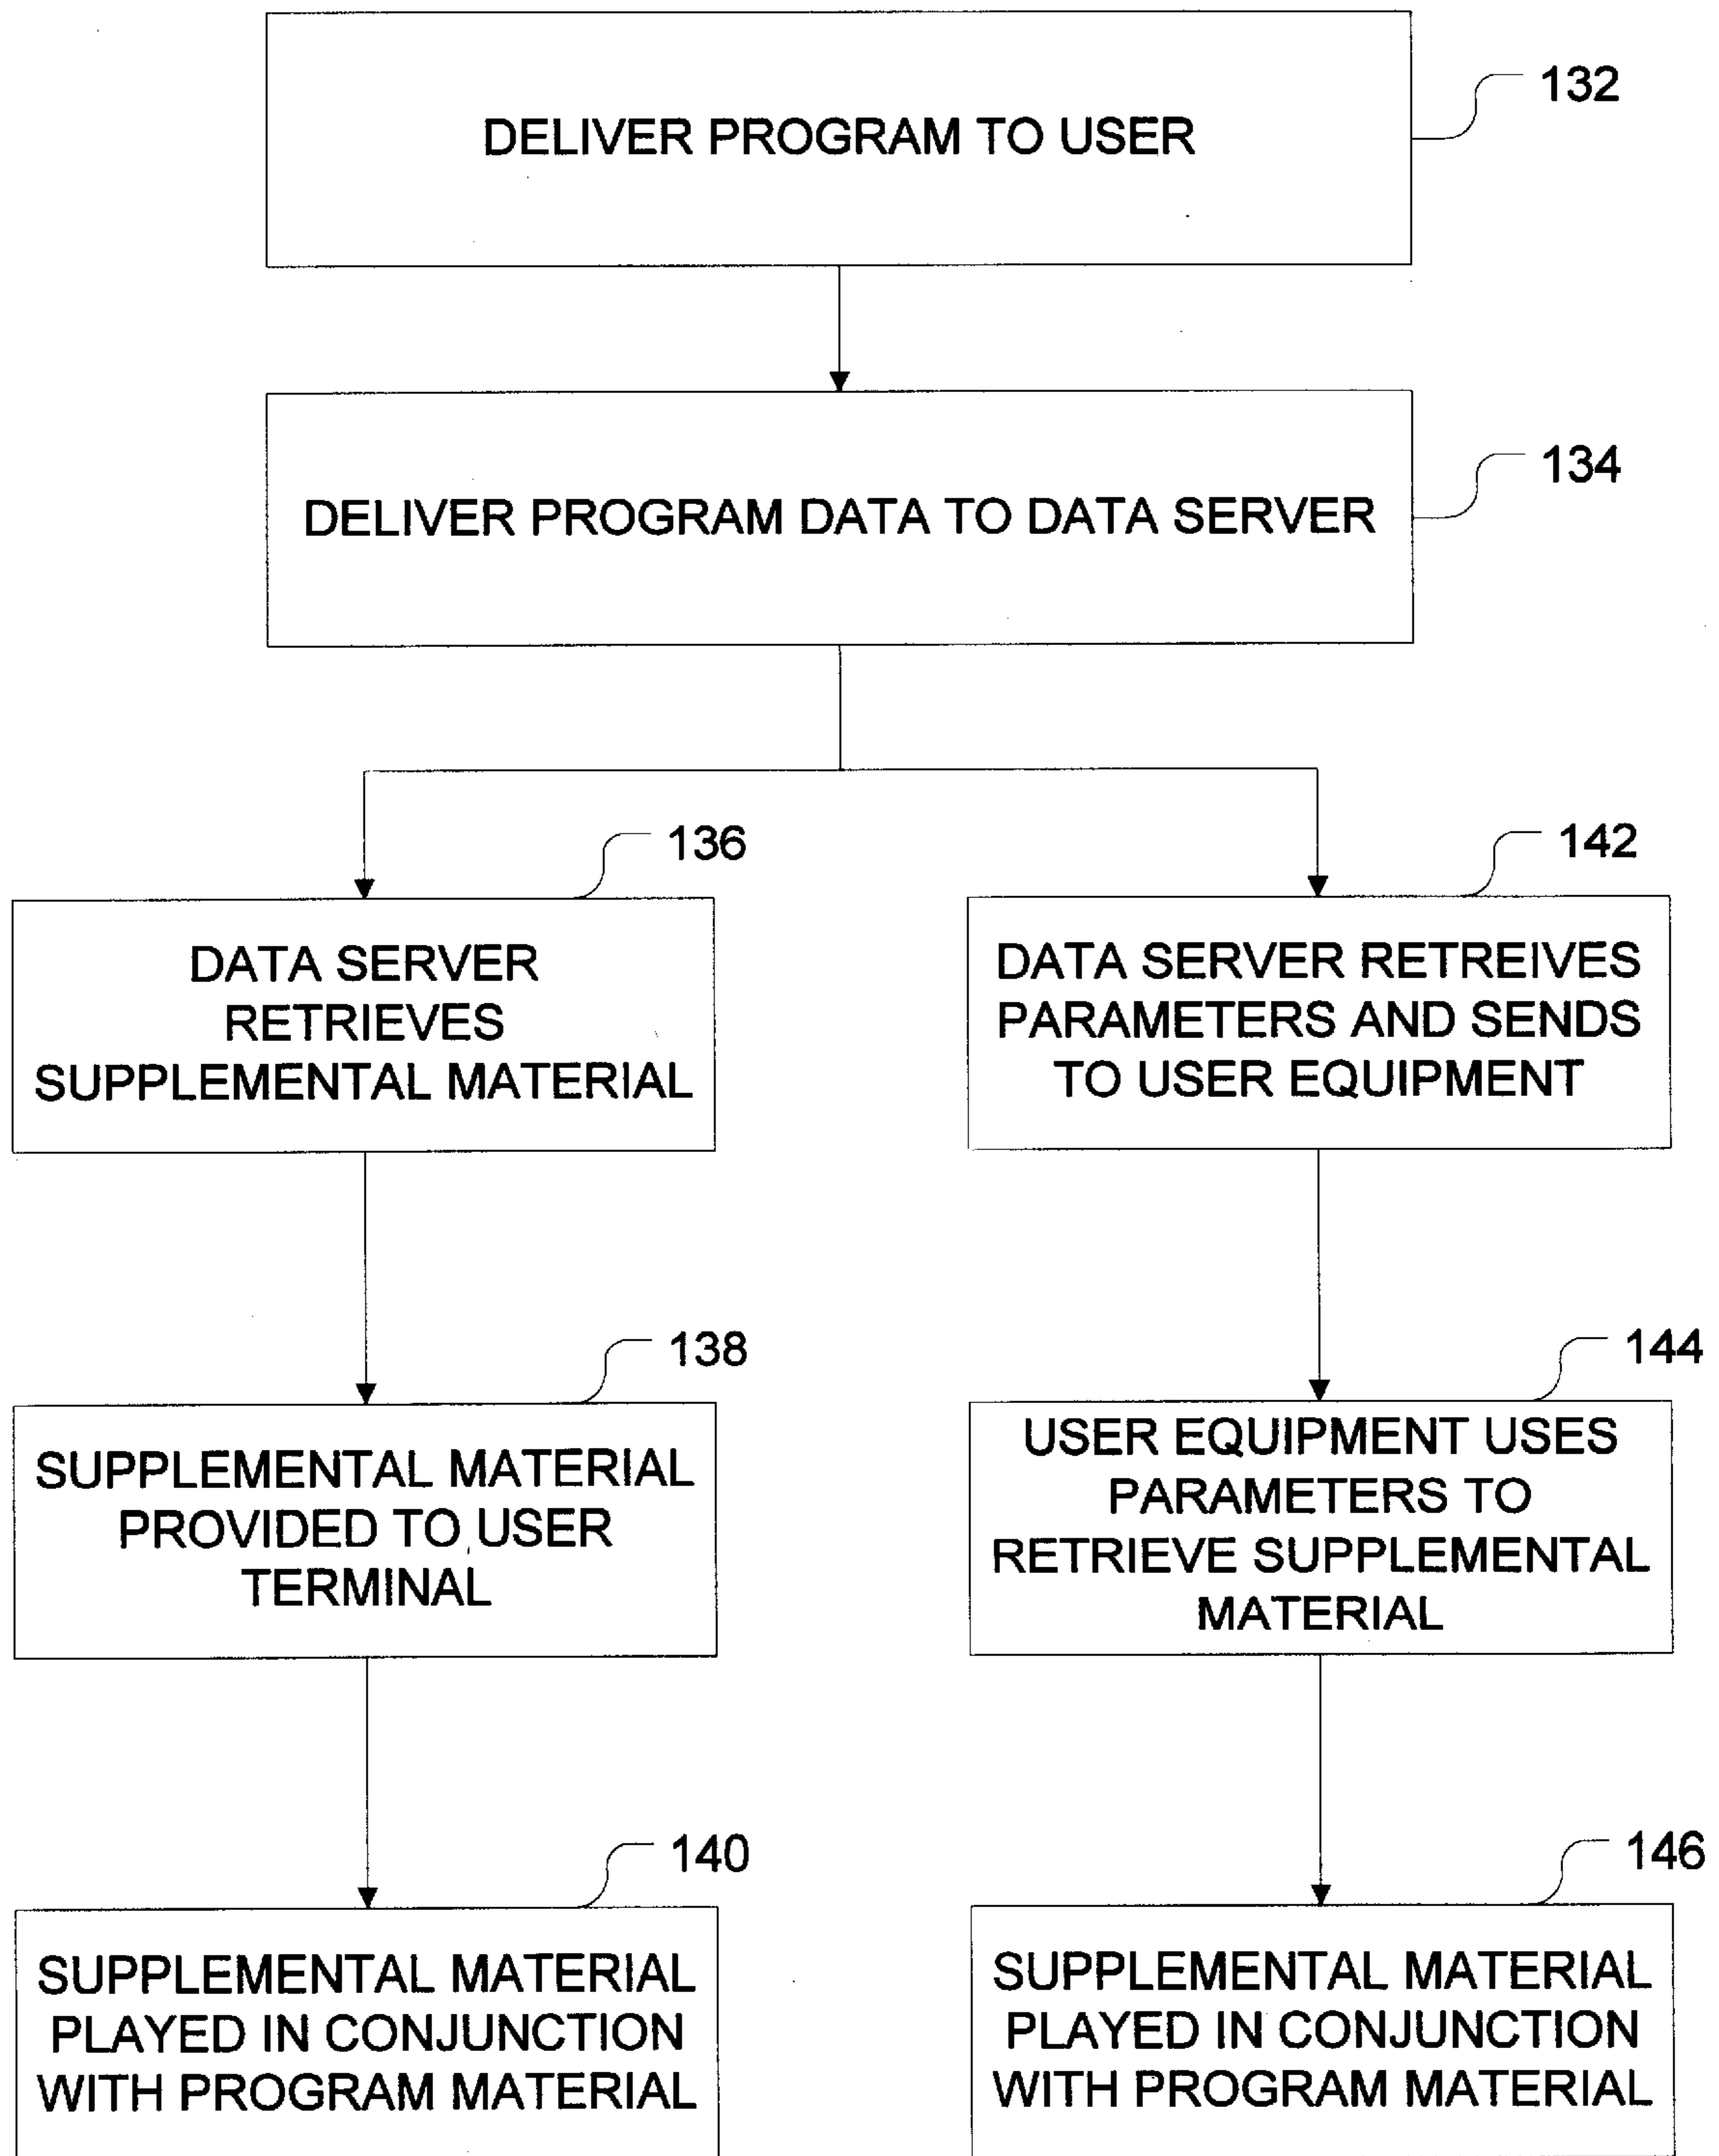 132
DELIVER PROGRAM TO USER
134
DELIVER PROGRAM DATA TO DATA SERVER
136
DATA SERVER
RETRIEVES
SUPPLEMENTAL MATERIAL
142
DATA SERVER RETREIVES
PARAMETERS AND SENDS
TO USER EQUIPMENT
138
SUPPLEMENTAL MATERIAL
PROVIDED TO USER
TERMINAL
144
USER EQUIPMENT USES
PARAMETERS TO
RETRIEVE SUPPLEMENTAL
MATERIAL
140
SUPPLEMENTAL MATERIAL
PLAYED IN CONJUNCTION
WITH PROGRAM MATERIAL
146
SUPPLEMENTAL MATERIAL
PLAYED IN CONJUNCTION
WITH PROGRAM MATERIAL